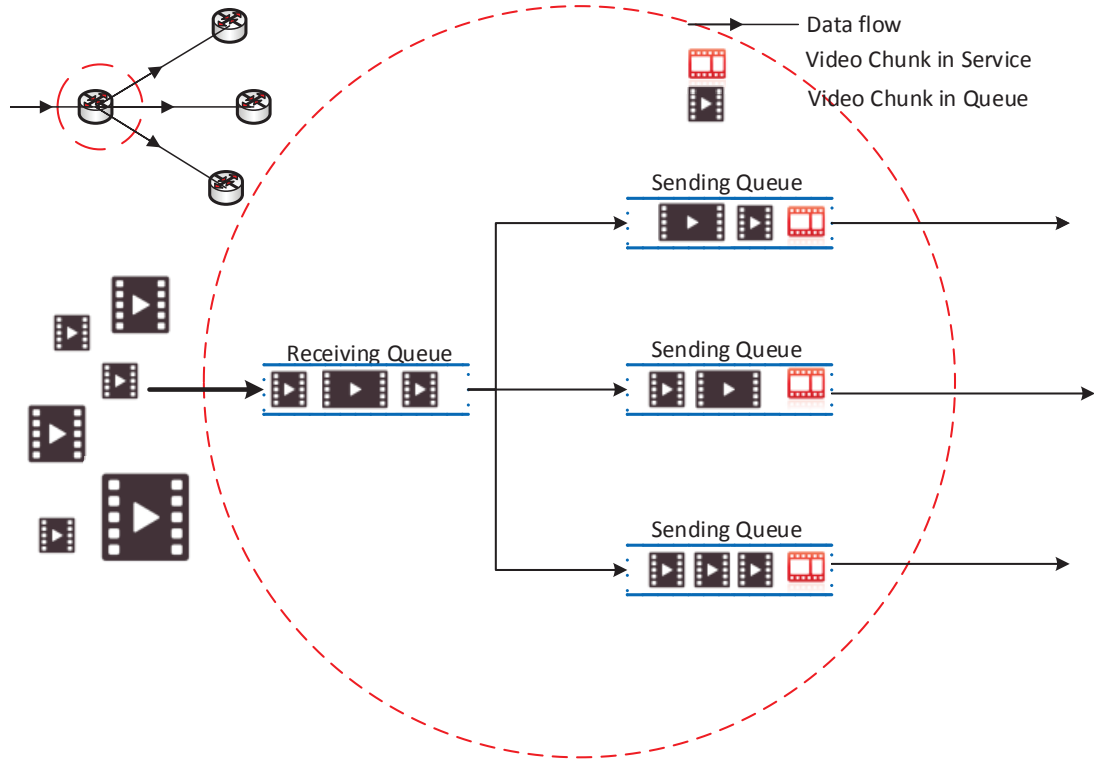 Data flow
Video Chunk in Service
Video Chunk in Queue
Sending Queue
Receiving Queue
Sending Queue
Sending Queue